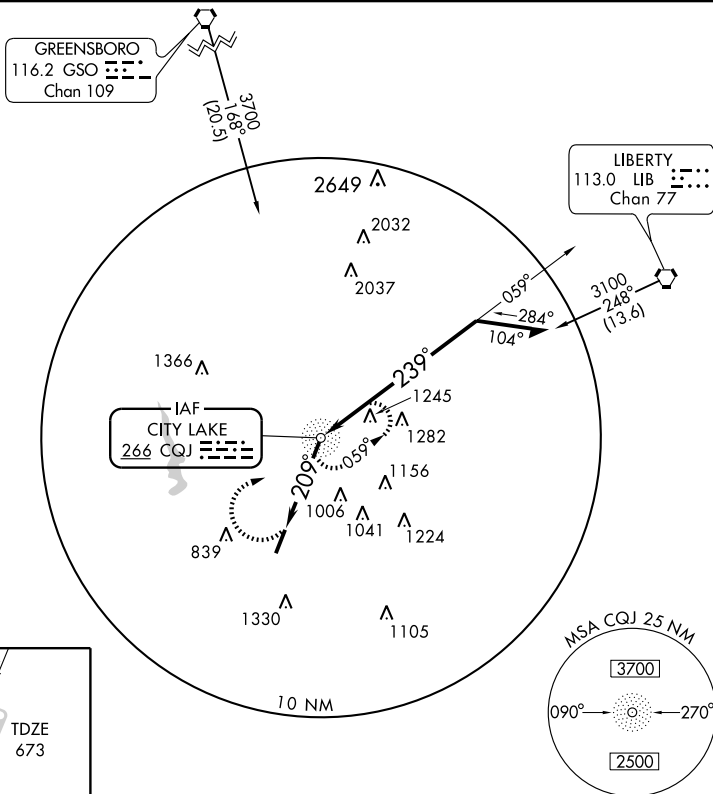 GREENSBORO
116.2 GSO
Chan 109
3700
168°
(20.5)
LIBERTY
113.0 LIB
Chan 77
2649
2032
2037
059°
3100
248°
(13.6)
284°
104°
1366
239°
1245
IAF
CITY LAKE
266 CQJ
1282
059°
209°
1156
1006
1041
1224
839
1330
1105
MSA CQJ 25 NM
3700
090°
270°
2500
10 NM
TDZE
673